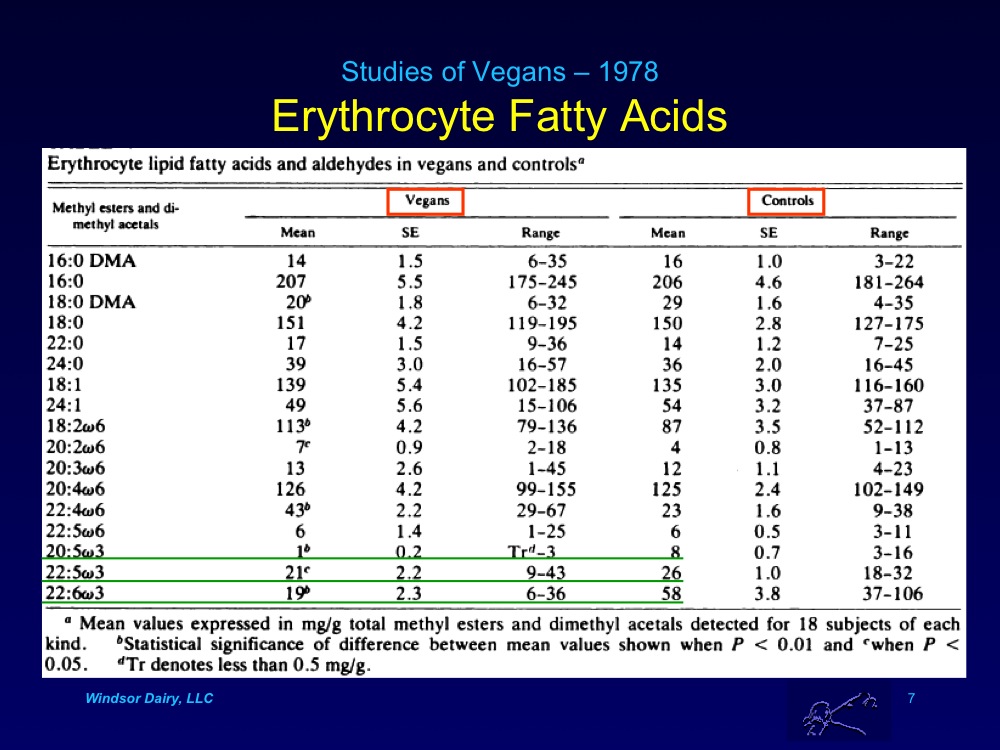 Studies of Vegans – 1978
Erythrocyte Fatty Acids
Erythrocyte lipid fatty acids and aldehydes in vegans and controlsᵃ
Methyl esters and di-
methyl acetals
Vegans
Controls
Mean SE Range Mean SE Range
16:0 DMA 14 1.5 6–35 16 1.0 3–22
16:0 207 5.5 175–245 206 4.6 181–264
18:0 DMA 20ᵇ 1.8 6–32 29 1.6 4–35
18:0 151 4.2 119–195 150 2.8 127–175
22:0 17 1.5 9–36 14 1.2 7–25
24:0 39 3.0 16–57 36 2.0 16–45
18:1 139 5.4 102–185 135 3.0 116–160
24:1 49 5.6 15–106 54 3.2 37–87
18:2ω6 113ᵇ 4.2 79–136 87 3.5 52–112
20:2ω6 7ᶜ 0.9 2–18 4 0.8 1–13
20:3ω6 13 2.6 1–45 12 1.1 4–23
20:4ω6 126 4.2 99–155 125 2.4 102–149
22:4ω6 43ᵇ 2.2 29–67 23 1.6 9–38
22:5ω6 6 1.4 1–25 6 0.5 3–11
20:5ω3 1ᵇ 0.2 Trᵈ–3 8 0.7 3–16
22:5ω3 21ᶜ 2.2 9–43 26 1.0 18–32
22:6ω3 19ᵇ 2.3 6–36 58 3.8 37–106
ᵃ Mean values expressed in mg/g total methyl esters and dimethyl acetals detected for 18 subjects of each
kind. ᵇStatistical significance of difference between mean values shown when P < 0.01 and ᶜwhen P <
0.05. ᵈTr denotes less than 0.5 mg/g.
Windsor Dairy, LLC
7